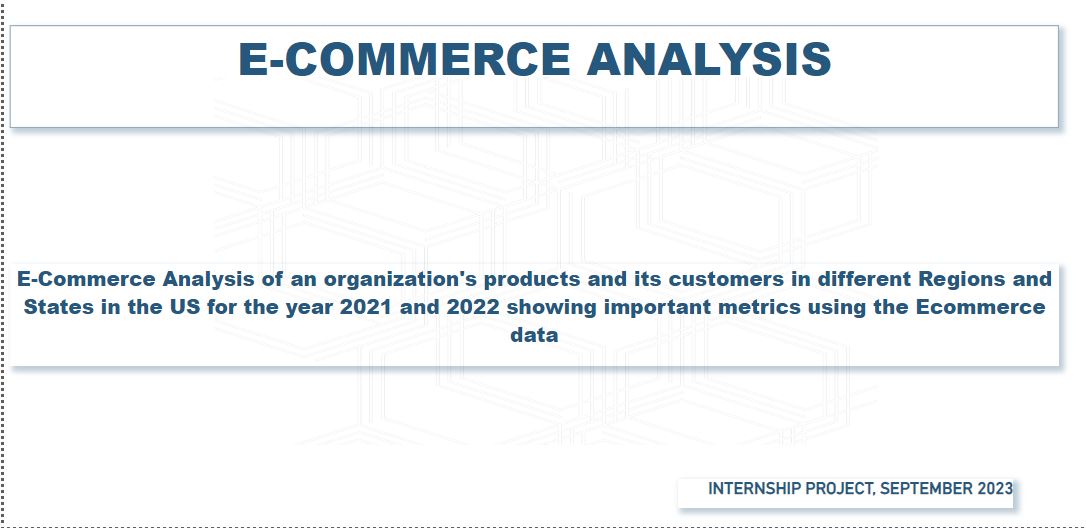 E-COMMERCE ANALYSIS
E-Commerce Analysis of an organization's products and its customers in different Regions and
States in the US for the year 2021 and 2022 showing important metrics using the Ecommerce
data
INTERNSHIP PROJECT, SEPTEMBER 2023